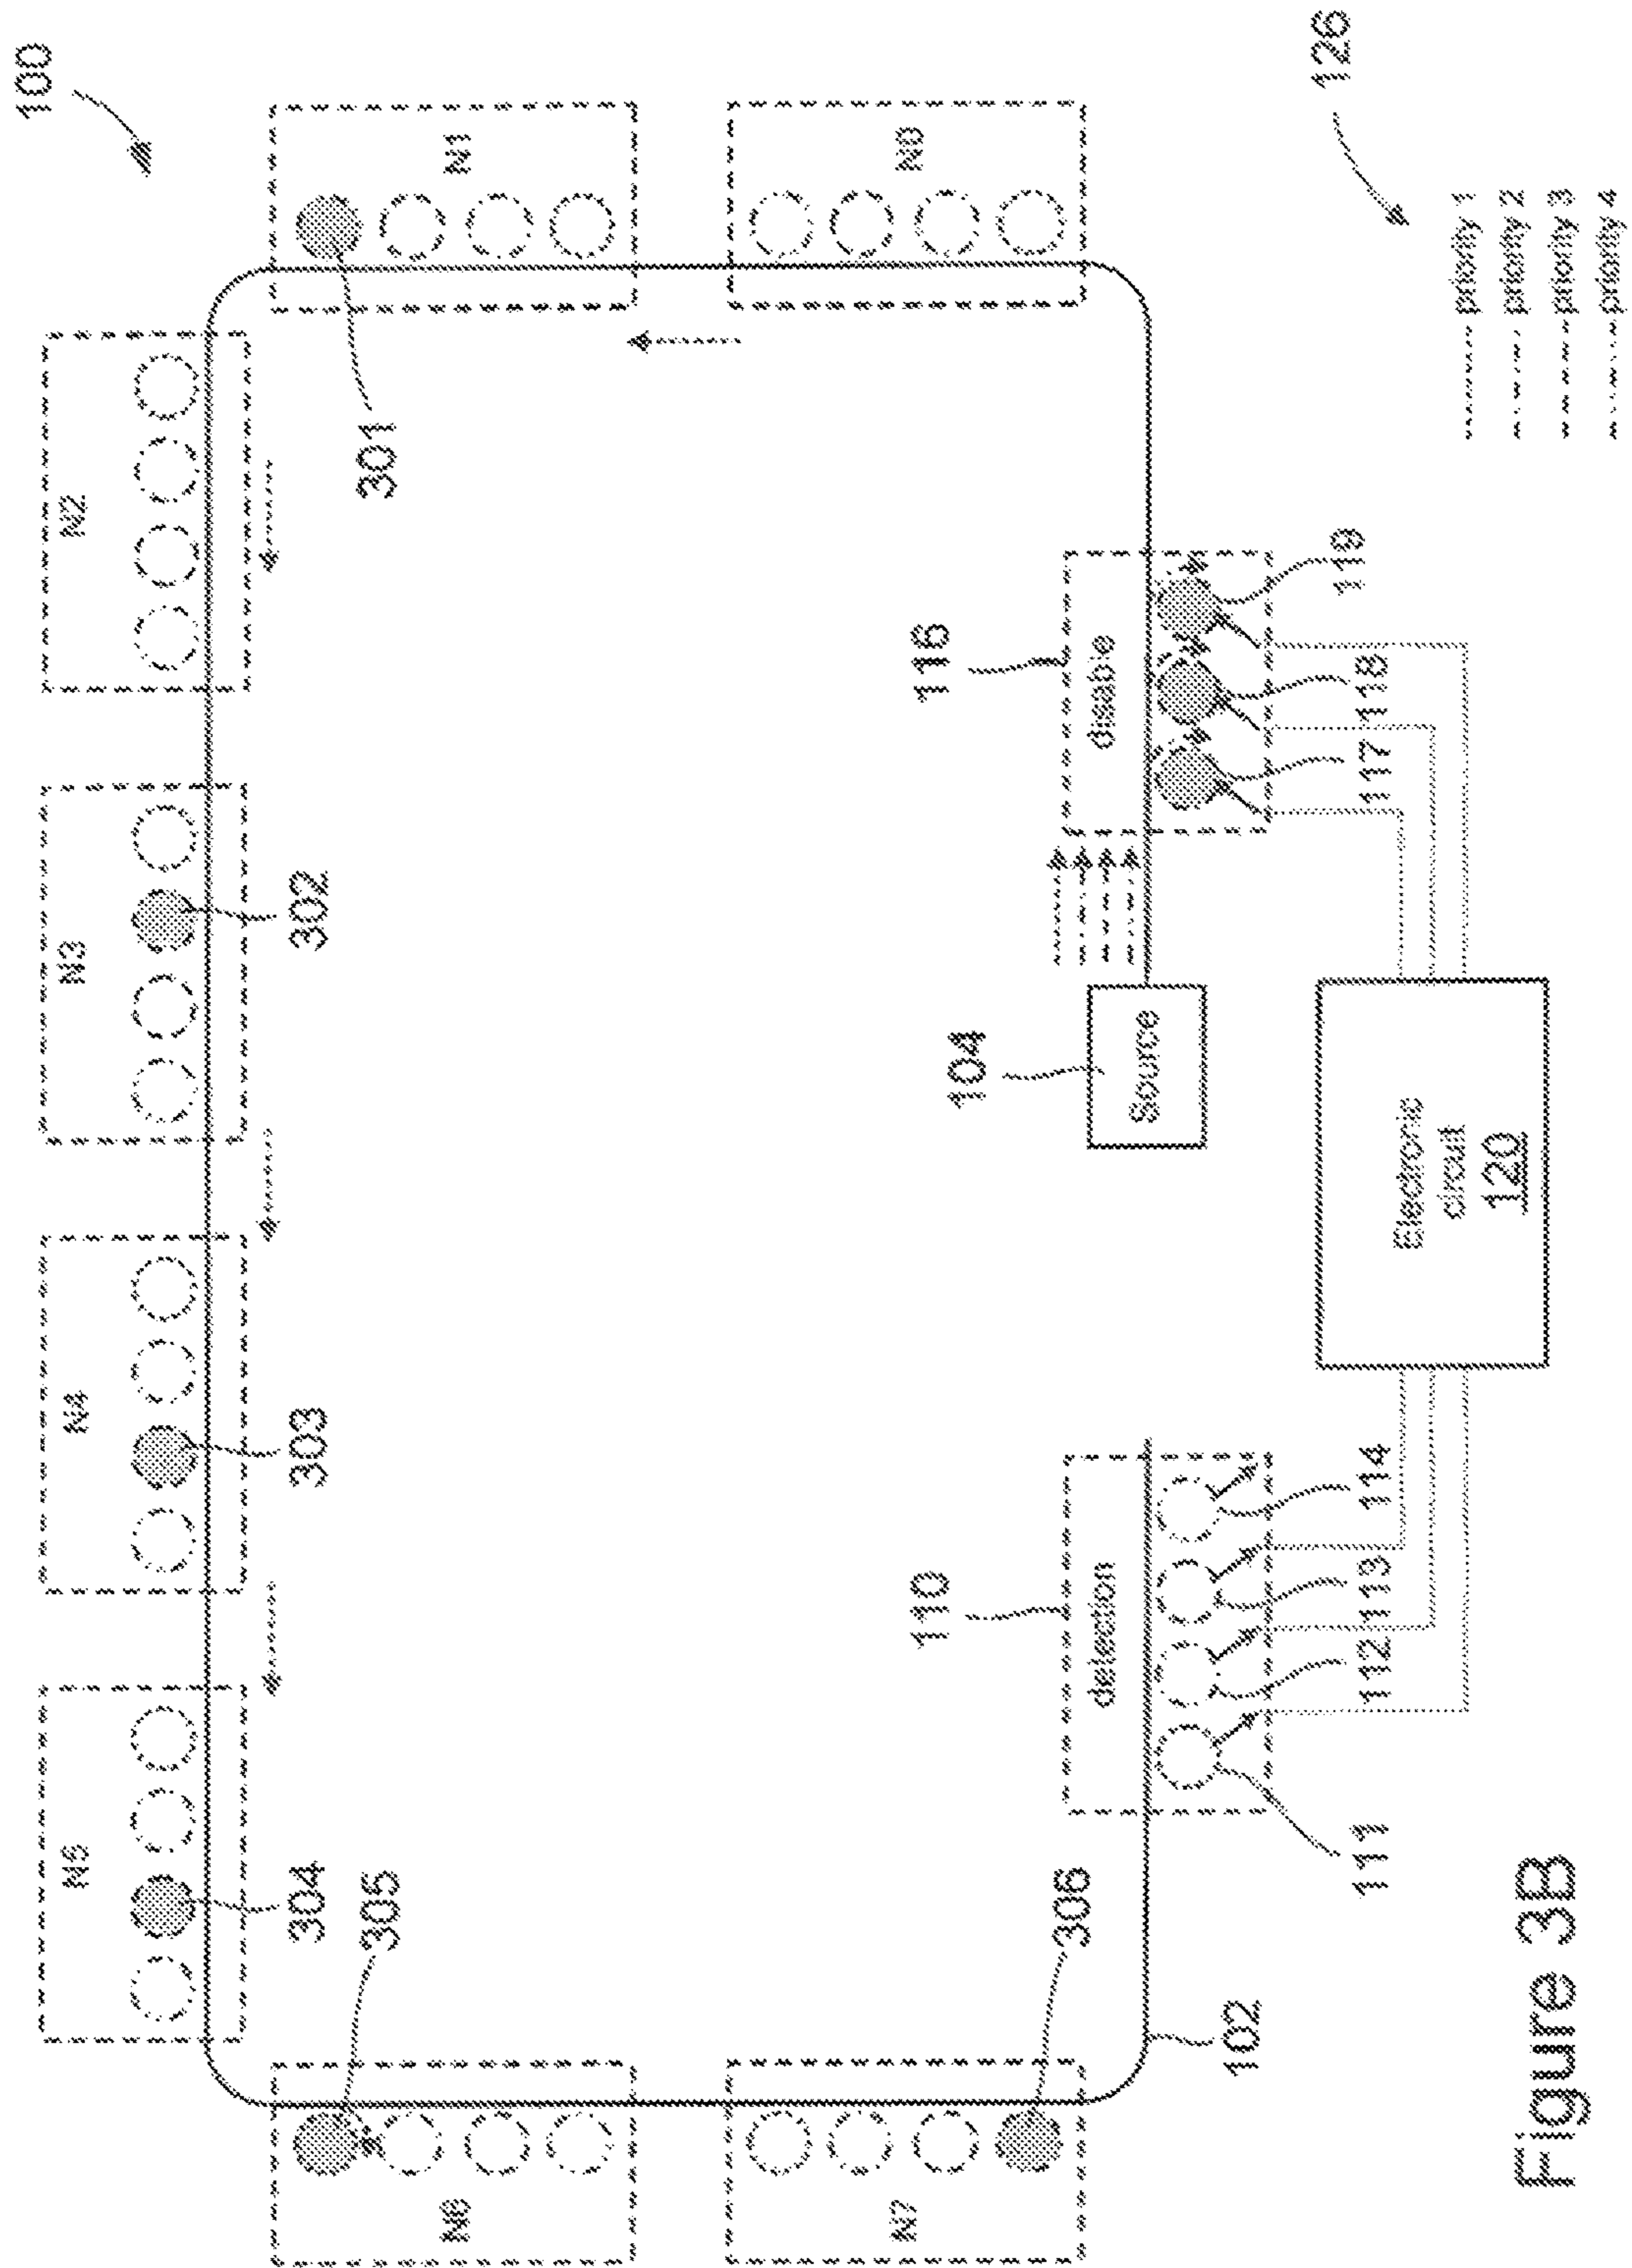 100
N2
N3
N4
N5
N1
301
302
303
304
305
N6
N0
N7
306
116
disable
104
Source
110
detection
117
118
119
111
112
113
114
102
Electronic
circuit
120
126
priority 1
priority 2
priority 3
priority 4
Figure 3B